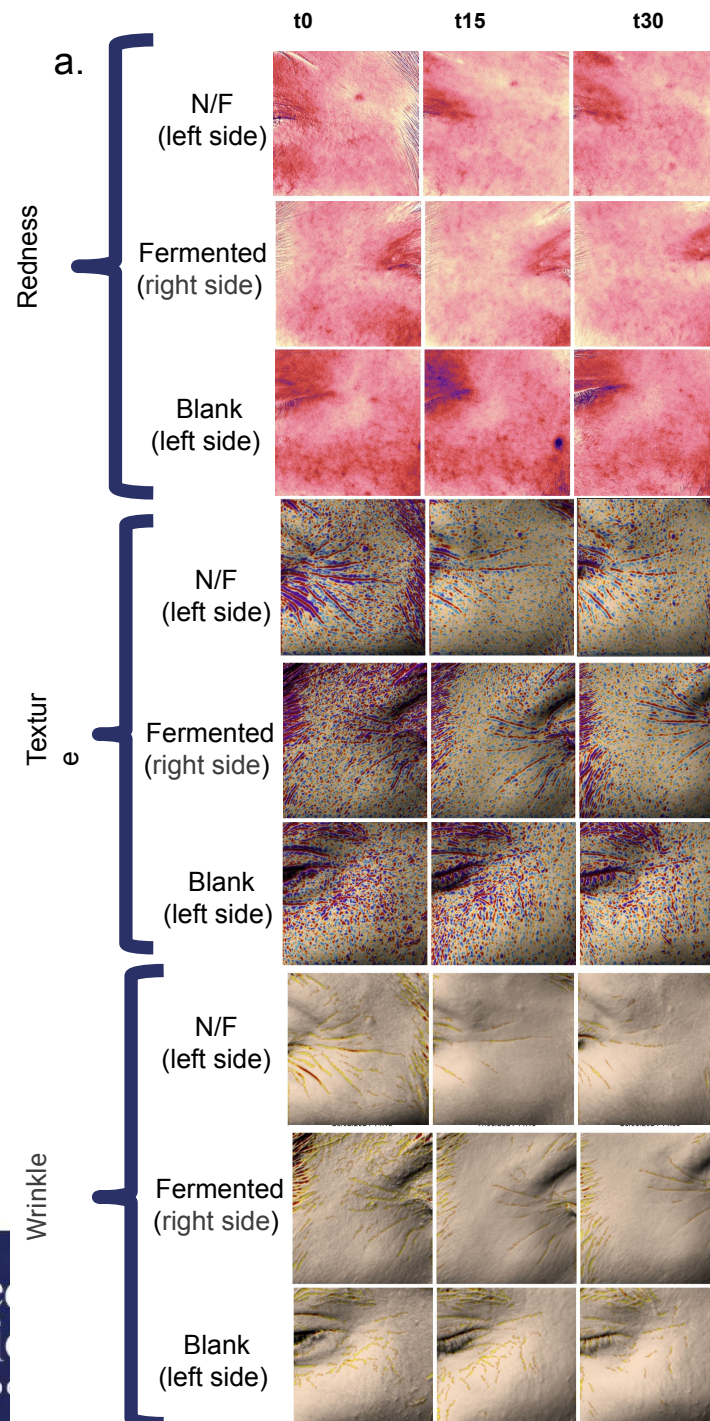 t0 t15 t30
a.
Redness
N/F
(left side)
Fermented
(right side)
Blank
(left side)
Textur
e
N/F
(left side)
Fermented
(right side)
Blank
(left side)
Wrinkle
N/F
(left side)
Fermented
(right side)
Blank
(left side)